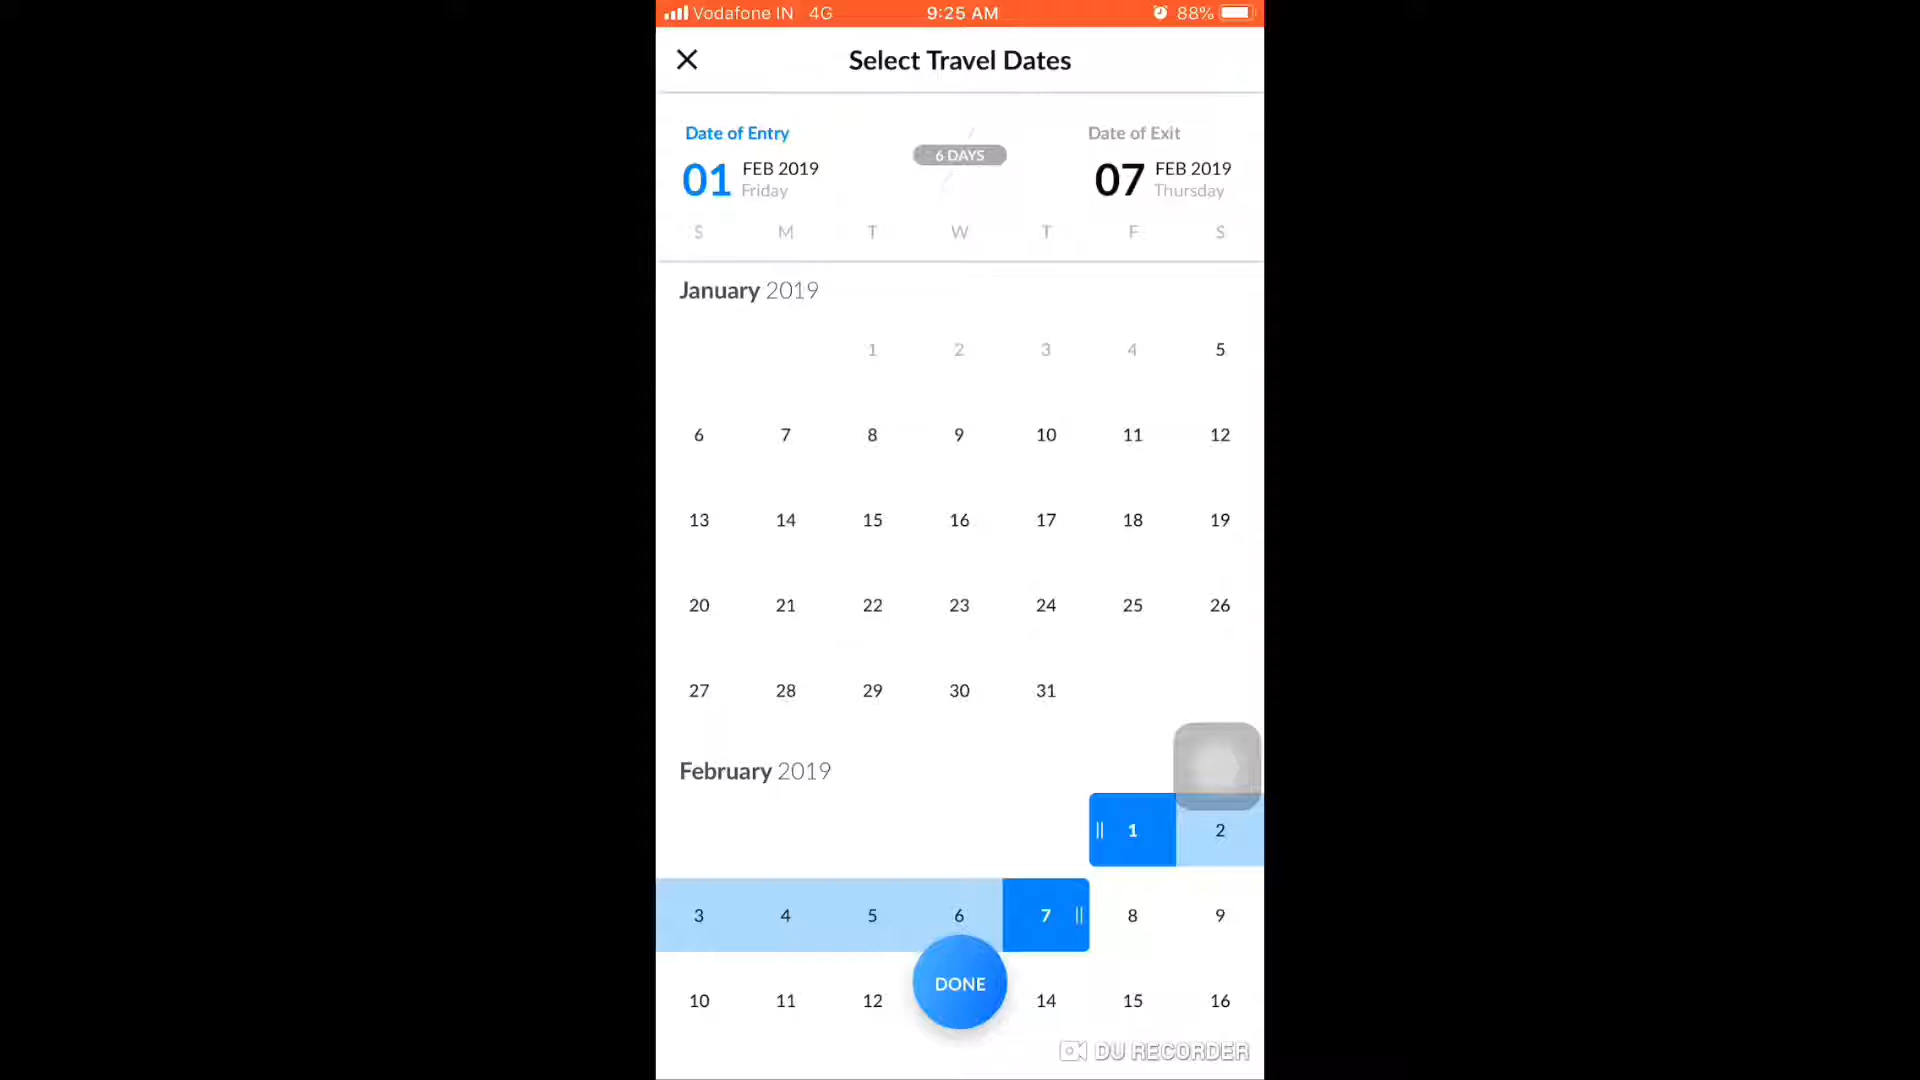 Vodafone IN 4G 9:25 AM 88%
Select Travel Dates
Date of Entry Date of Exit
6 DAYS
01 FEB 2019 Friday 07 FEB 2019 Thursday
S M T W T F S
January 2019
1 2 3 4 5
6 7 8 9 10 11 12
13 14 15 16 17 18 19
20 21 22 23 24 25 26
27 28 29 30 31
February 2019
1 2
3 4 5 6 7 8 9
10 11 12 DONE 14 15 16
DU RECORDER